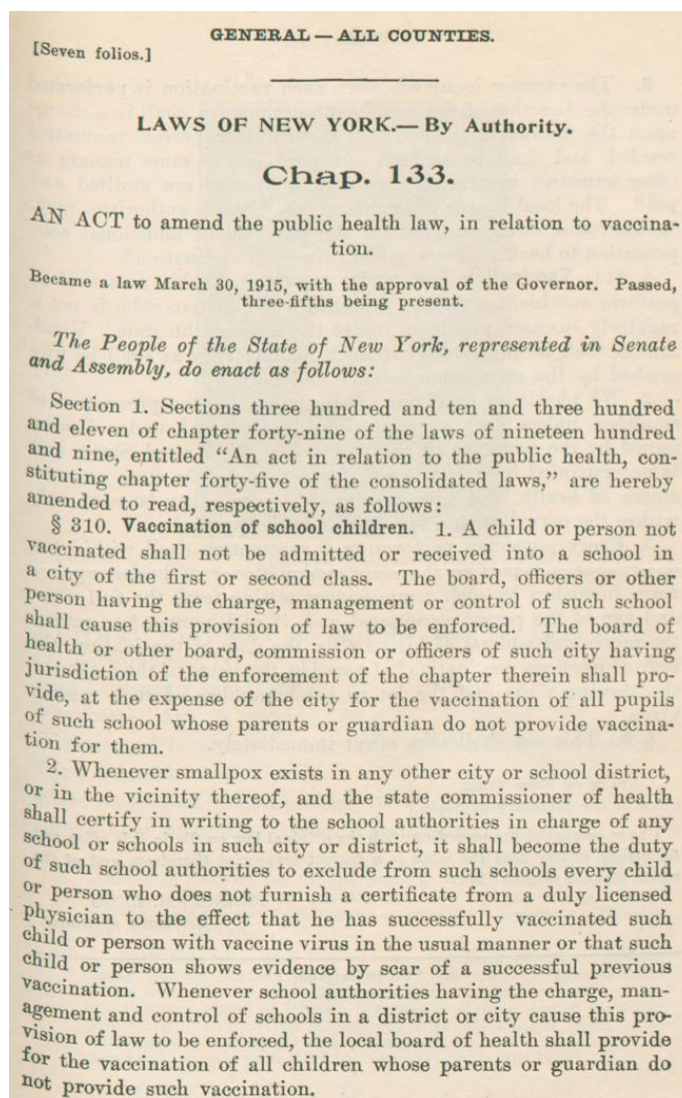 GENERAL — ALL COUNTIES.
[Seven folios.]
LAWS OF NEW YORK.— By Authority.
Chap. 133.
AN ACT to amend the public health law, in relation to vaccina-
tion.
Became a law March 30, 1915, with the approval of the Governor. Passed,
three-fifths being present.
The People of the State of New York, represented in Senate
and Assembly, do enact as follows:
Section 1. Sections three hundred and ten and three hundred
and eleven of chapter forty-nine of the laws of nineteen hundred
and nine, entitled “An act in relation to the public health, con-
stituting chapter forty-five of the consolidated laws,” are hereby
amended to read, respectively, as follows:
§ 310. Vaccination of school children. 1. A child or person not
vaccinated shall not be admitted or received into a school in
a city of the first or second class. The board, officers or other
person having the charge, management or control of such school
shall cause this provision of law to be enforced. The board of
health or other board, commission or officers of such city having
jurisdiction of the enforcement of the chapter therein shall pro-
vide, at the expense of the city for the vaccination of all pupils
of such school whose parents or guardian do not provide vaccina-
tion for them.
2. Whenever smallpox exists in any other city or school district,
or in the vicinity thereof, and the state commissioner of health
shall certify in writing to the school authorities in charge of any
school or schools in such city or district, it shall become the duty
of such school authorities to exclude from such schools every child
or person who does not furnish a certificate from a duly licensed
physician to the effect that he has successfully vaccinated such
child or person with vaccine virus in the usual manner or that such
child or person shows evidence by scar of a successful previous
vaccination. Whenever school authorities having the charge, man-
agement and control of schools in a district or city cause this pro-
vision of law to be enforced, the local board of health shall provide
for the vaccination of all children whose parents or guardian do
not provide such vaccination.